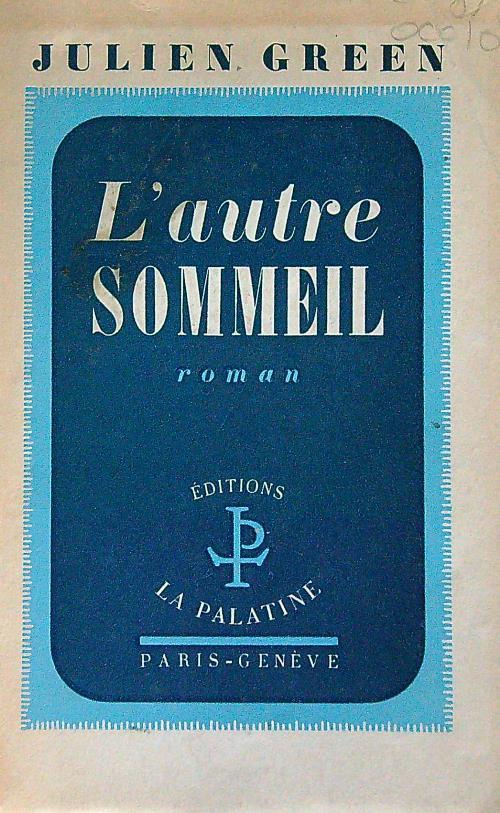 JULIEN GREEN
L'autre
SOMMEIL
roman
ÉDITIONS
LA PALATINE
PARIS-GENÈVE